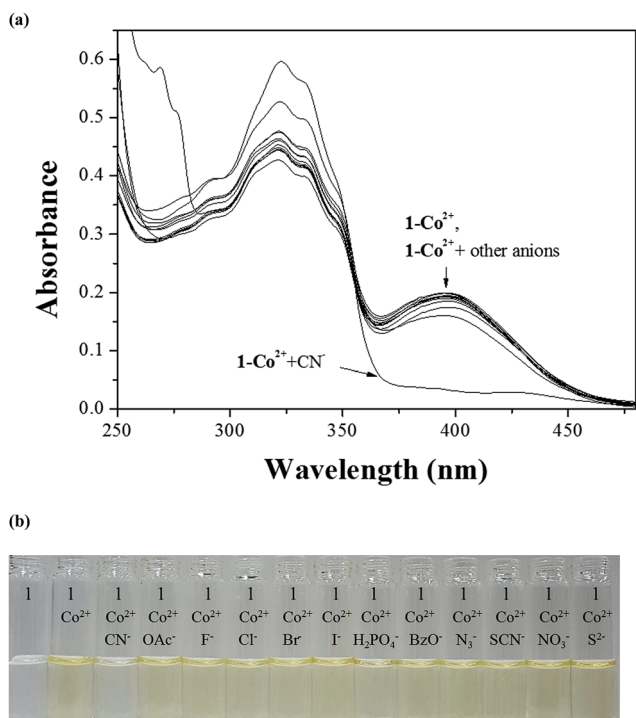 (a)
0.6
0.5
0.4
0.3
0.2
0.1
0.0
Absorbance
1-Co²⁺,
1-Co²⁺+ other anions
1-Co²⁺+CN⁻
250 300 350 400 450
Wavelength (nm)
(b)
1 1 1 1 1 1 1 1 1 1 1 1 1 1
Co²⁺ Co²⁺ Co²⁺ Co²⁺ Co²⁺ Co²⁺ Co²⁺ Co²⁺ Co²⁺ Co²⁺ Co²⁺ Co²⁺ Co²⁺
CN⁻ OAc⁻ F⁻ Cl⁻ Br⁻ I⁻ H₂PO₄⁻ BzO⁻ N₃⁻ SCN⁻ NO₃⁻ S²⁻